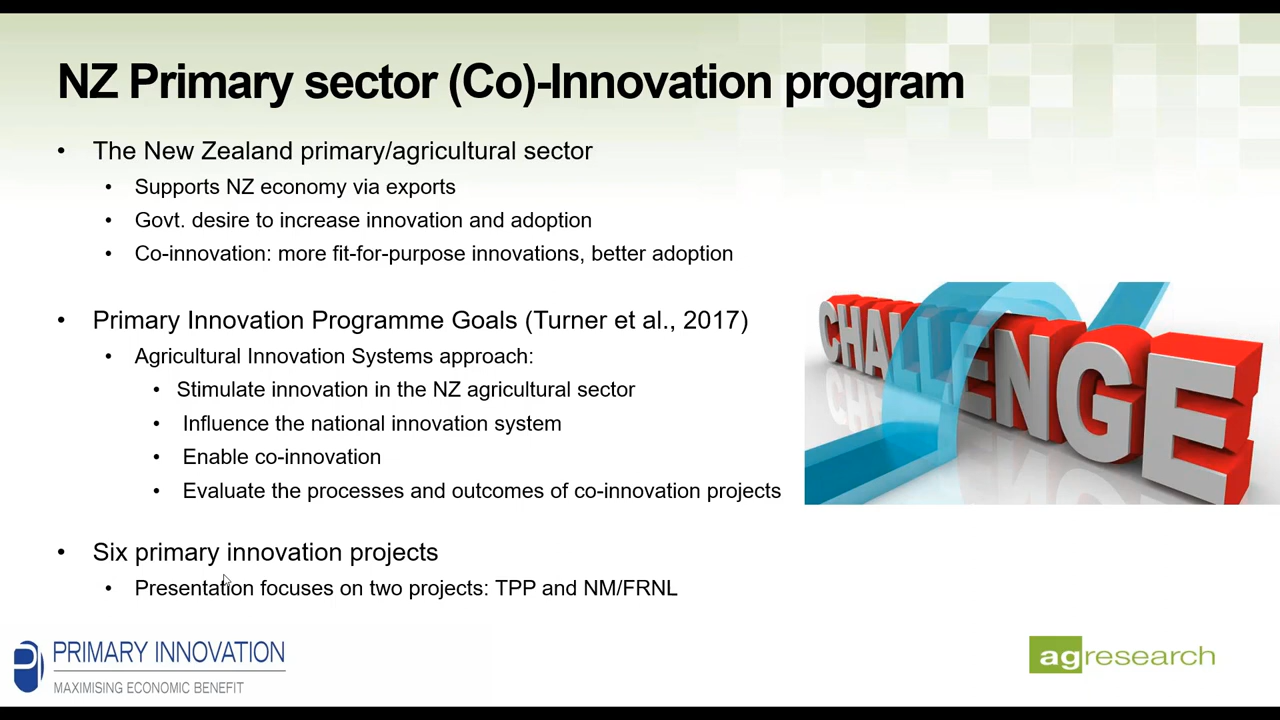 NZ Primary sector (Co)-Innovation program
• The New Zealand primary/agricultural sector
• Supports NZ economy via exports
• Govt. desire to increase innovation and adoption
• Co-innovation: more fit-for-purpose innovations, better adoption
• Primary Innovation Programme Goals (Turner et al., 2017)
• Agricultural Innovation Systems approach:
• Stimulate innovation in the NZ agricultural sector
• Influence the national innovation system
• Enable co-innovation
• Evaluate the processes and outcomes of co-innovation projects
CHALLENGE
• Six primary innovation projects
• Presentation focuses on two projects: TPP and NM/FRNL
PRIMARY INNOVATION
MAXIMISING ECONOMIC BENEFIT
agresearch